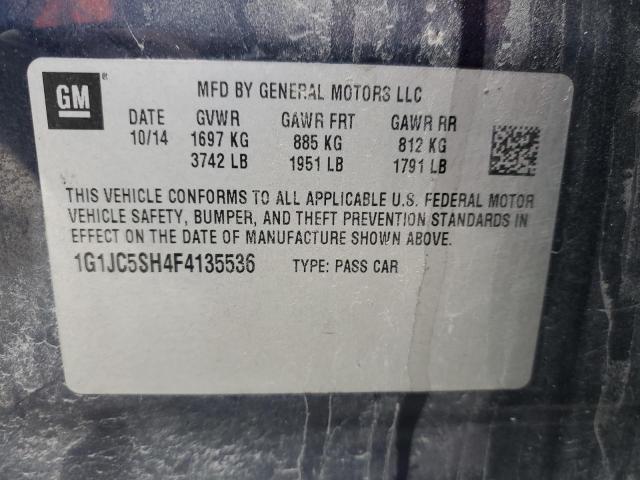 GM ®
MFD BY GENERAL MOTORS LLC
DATE GVWR GAWR FRT GAWR RR
10/14 1697 KG 885 KG 812 KG
3742 LB 1951 LB 1791 LB
THIS VEHICLE CONFORMS TO ALL APPLICABLE U.S. FEDERAL MOTOR
VEHICLE SAFETY, BUMPER, AND THEFT PREVENTION STANDARDS IN
EFFECT ON THE DATE OF MANUFACTURE SHOWN ABOVE.
1G1JC5SH4F4135536 TYPE: PASS CAR